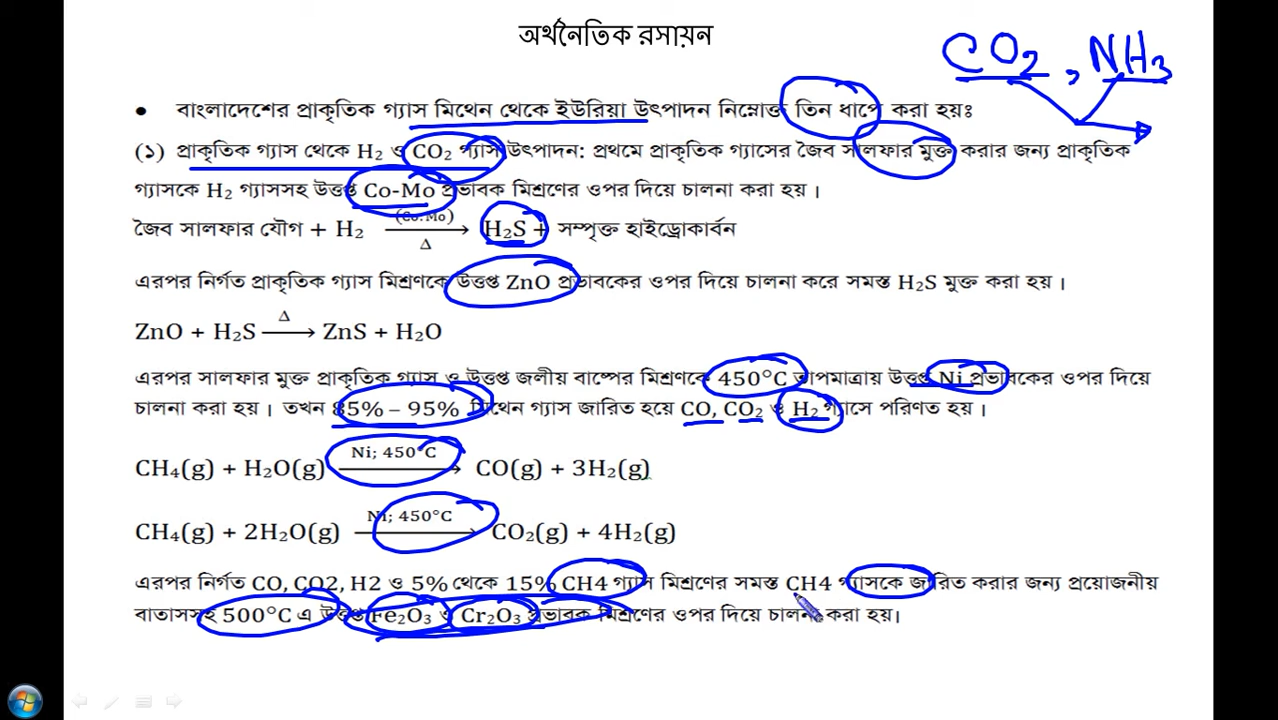 অর্থনৈতিক রসায়ন
CO2, NH3
• বাংলাদেশের প্রাকৃতিক গ্যাস মিথেন থেকে ইউরিয়া উৎপাদন নিম্নোক্ত তিন ধাপে করা হয়ঃ
(১) প্রাকৃতিক গ্যাস থেকে H₂ ও CO₂ গ্যাস উৎপাদন: প্রথমে প্রাকৃতিক গ্যাসের জৈব সালফার মুক্ত করার জন্য প্রাকৃতিক
গ্যাসকে H₂ গ্যাসসহ উত্তপ্ত Co-Mo প্রভাবক মিশ্রণের ওপর দিয়ে চালনা করা হয়।
(Co.Mo)
জৈব সালফার যৌগ + H₂ ⟶ H₂S + সম্পৃক্ত হাইড্রোকার্বন
Δ
এরপর নির্গত প্রাকৃতিক গ্যাস মিশ্রণকে উত্তপ্ত ZnO প্রভাবকের ওপর দিয়ে চালনা করে সমস্ত H₂S মুক্ত করা হয়।
Δ
ZnO + H₂S ⟶ ZnS + H₂O
এরপর সালফার মুক্ত প্রাকৃতিক গ্যাস ও উত্তপ্ত জলীয় বাষ্পের মিশ্রণকে 450°C তাপমাত্রায় উত্তপ্ত Ni প্রভাবকের ওপর দিয়ে
চালনা করা হয়। তখন 85% – 95% মিথেন গ্যাস জারিত হয়ে CO, CO₂ ও H₂ গ্যাসে পরিণত হয়।
Ni; 450°C
CH₄(g) + H₂O(g) ⟶ CO(g) + 3H₂(g)
Ni; 450°C
CH₄(g) + 2H₂O(g) ⟶ CO₂(g) + 4H₂(g)
এরপর নির্গত CO, CO2, H2 ও 5% থেকে 15% CH4 গ্যাস মিশ্রণের সমস্ত CH4 গ্যাসকে জারিত করার জন্য প্রয়োজনীয়
বাতাসসহ 500°C এ উত্তপ্ত Fe₂O₃ ও Cr₂O₃ প্রভাবক মিশ্রণের ওপর দিয়ে চালনা করা হয়।